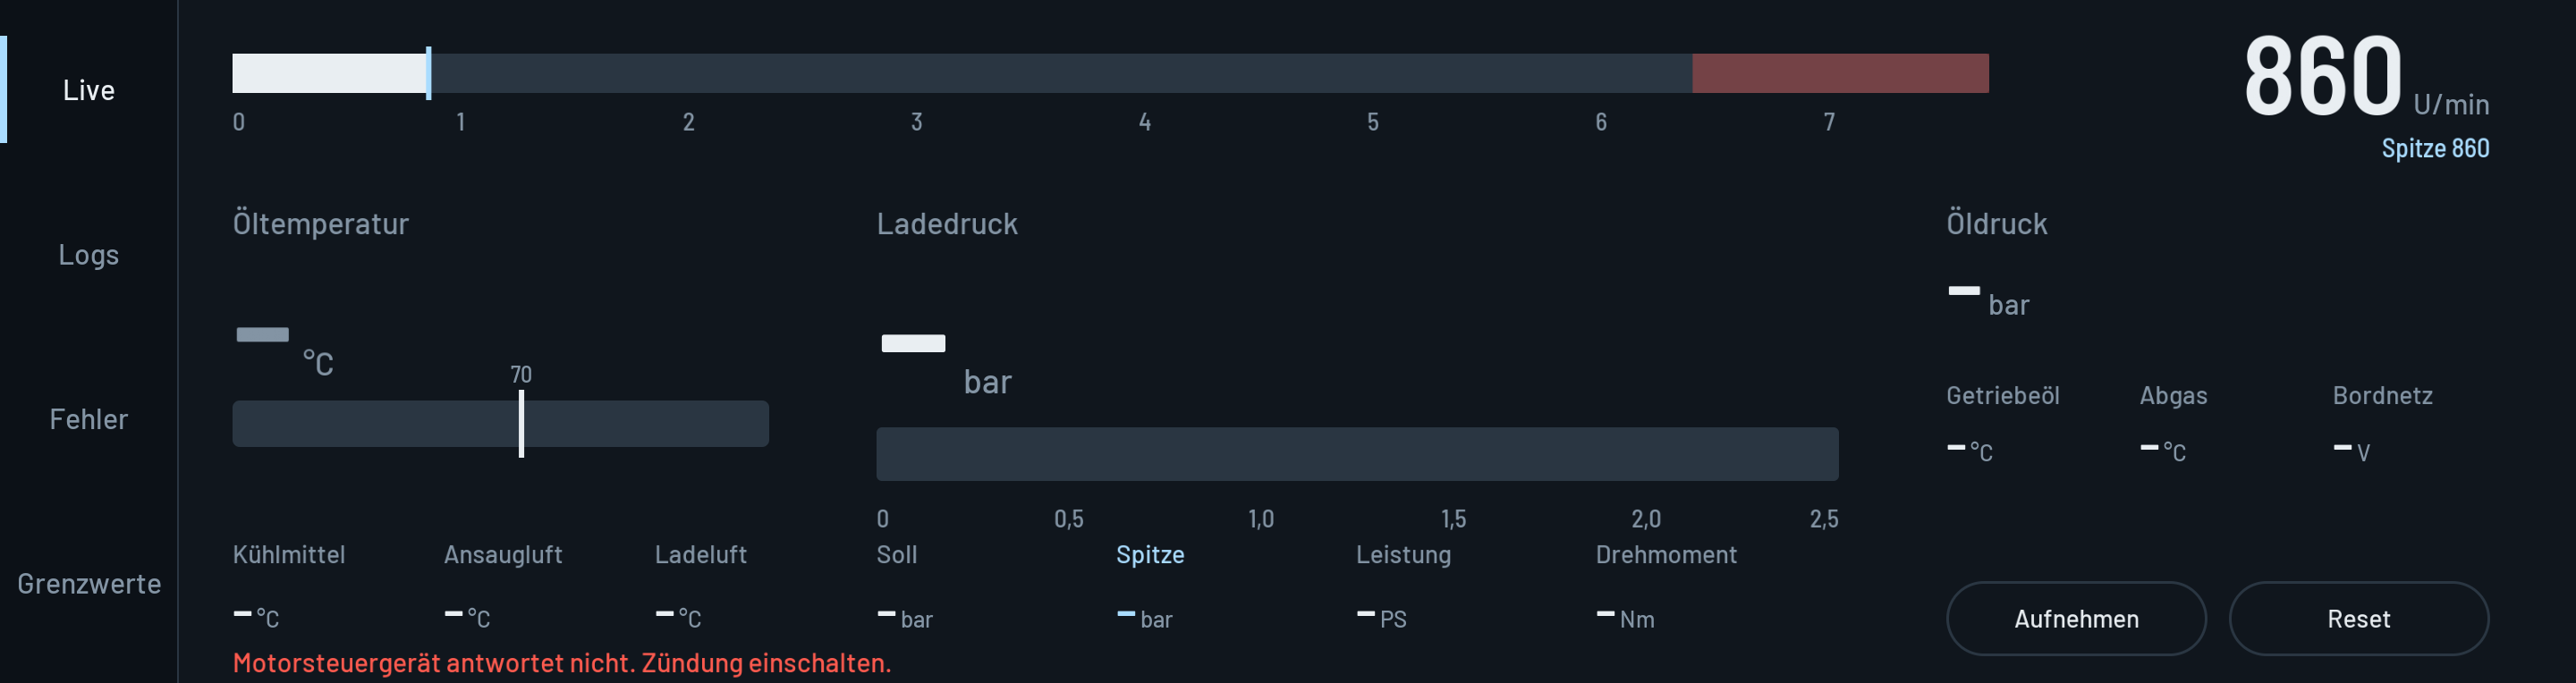 Live
Logs
Fehler
Grenzwerte
0 1 2 3 4 5 6 7
860 U/min
Spitze 860
Öltemperatur
– °C
70
Kühlmittel Ansaugluft Ladeluft
– °C – °C – °C
Ladedruck
– bar
0 0,5 1,0 1,5 2,0 2,5
Soll Spitze Leistung Drehmoment
– bar – bar – PS – Nm
Öldruck
– bar
Getriebeöl Abgas Bordnetz
– °C – °C – V
Aufnehmen Reset
Motorsteuergerät antwortet nicht. Zündung einschalten.